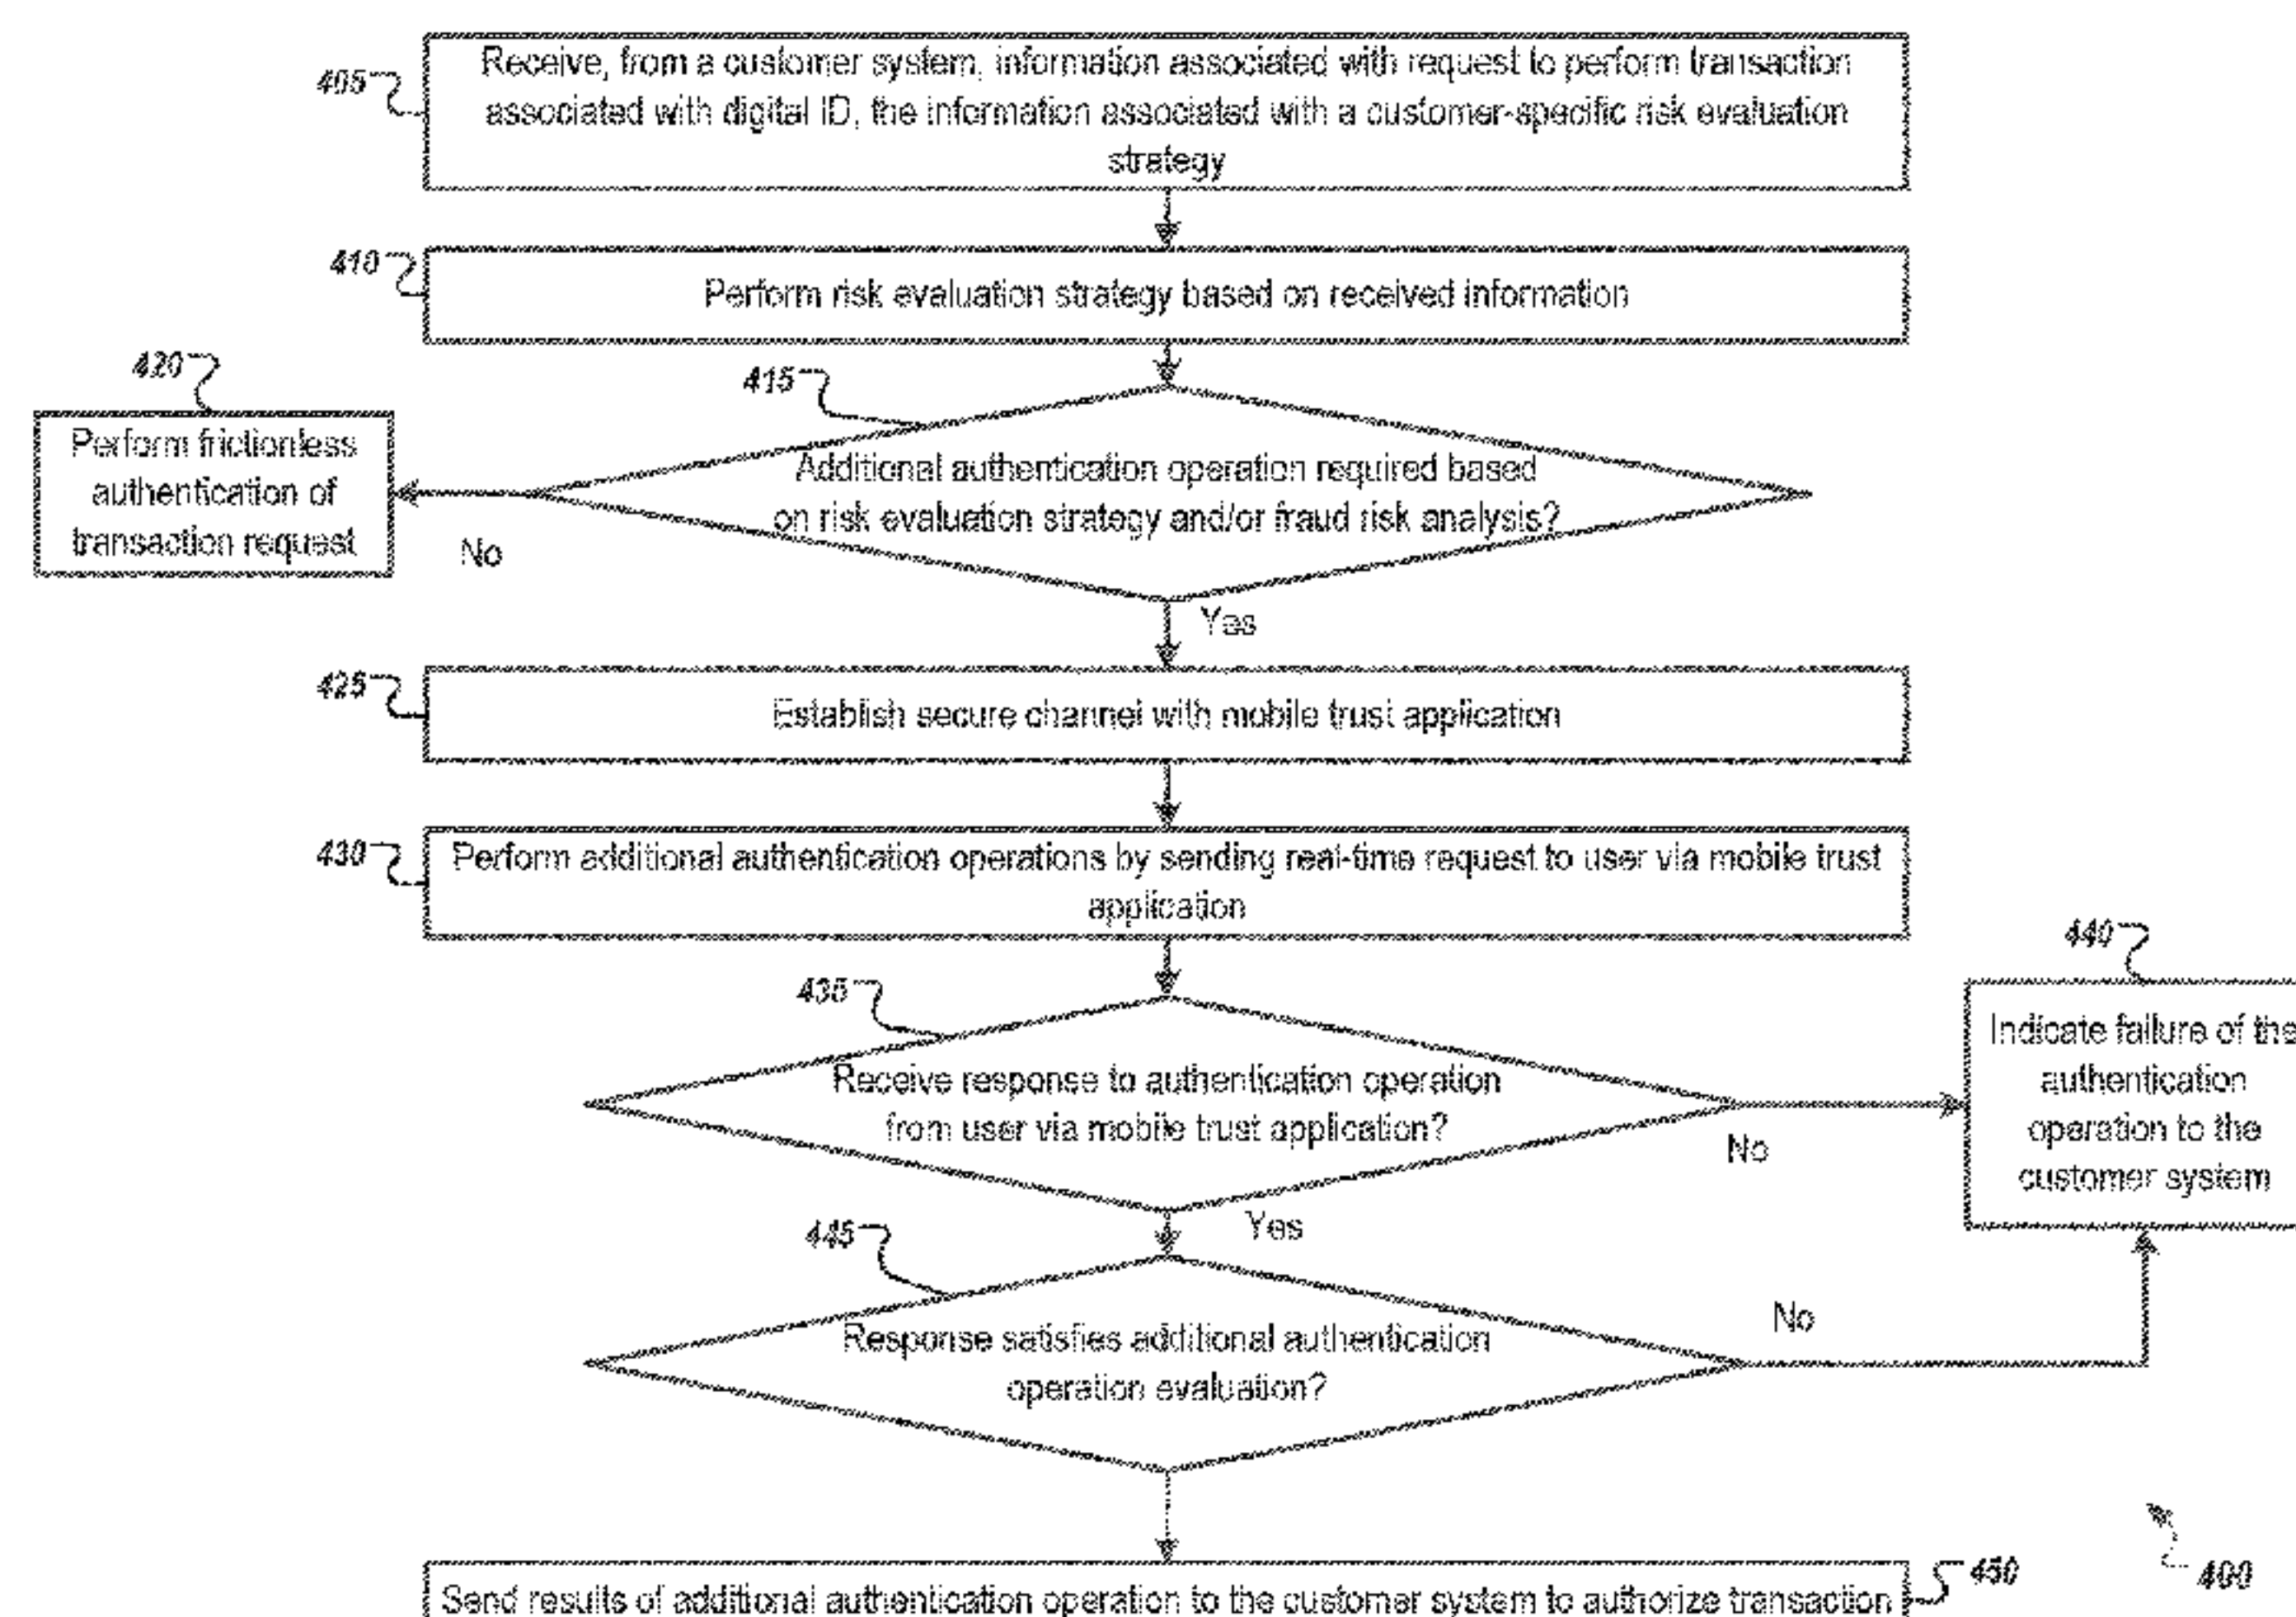 405
Receive, from a customer system, information associated with request to perform transaction
associated with digital ID, the information associated with a customer-specific risk evaluation
strategy
410
Perform risk evaluation strategy based on received information
420
415
Perform frictionless
authentication of
transaction request
Additional authentication operation required based
on risk evaluation strategy and/or fraud risk analysis?
No
Yes
425
Establish secure channel with mobile trust application
430
Perform additional authentication operations by sending real-time request to user via mobile trust
application
435
440
Receive response to authentication operation
from user via mobile trust application?
No
Indicate failure of the
authentication
operation to the
customer system
Yes
445
Response satisfies additional authentication
operation evaluation?
No
Send results of additional authentication operation to the customer system to authorize transaction
450
400